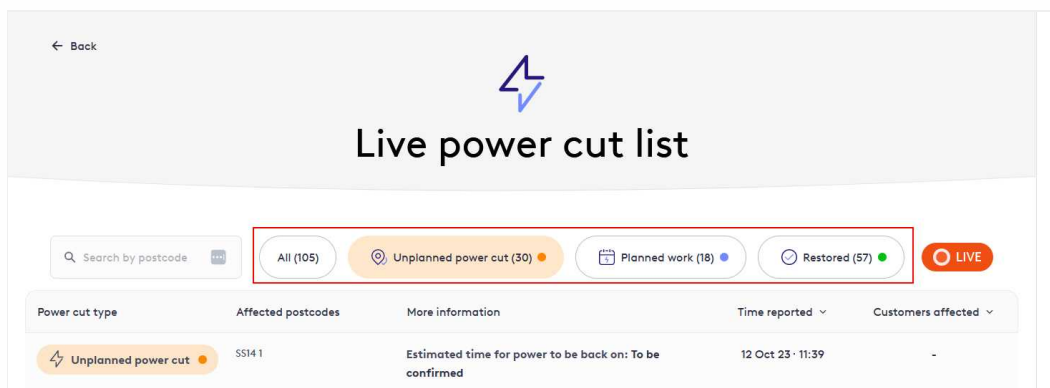 ← Back
Live power cut list
Search by postcode
All (105)
Unplanned power cut (30)
Planned work (18)
Restored (57)
LIVE
Power cut type
Affected postcodes
More information
Time reported
Customers affected
Unplanned power cut
SS14 1
Estimated time for power to be back on: To be
confirmed
12 Oct 23 · 11:39
-